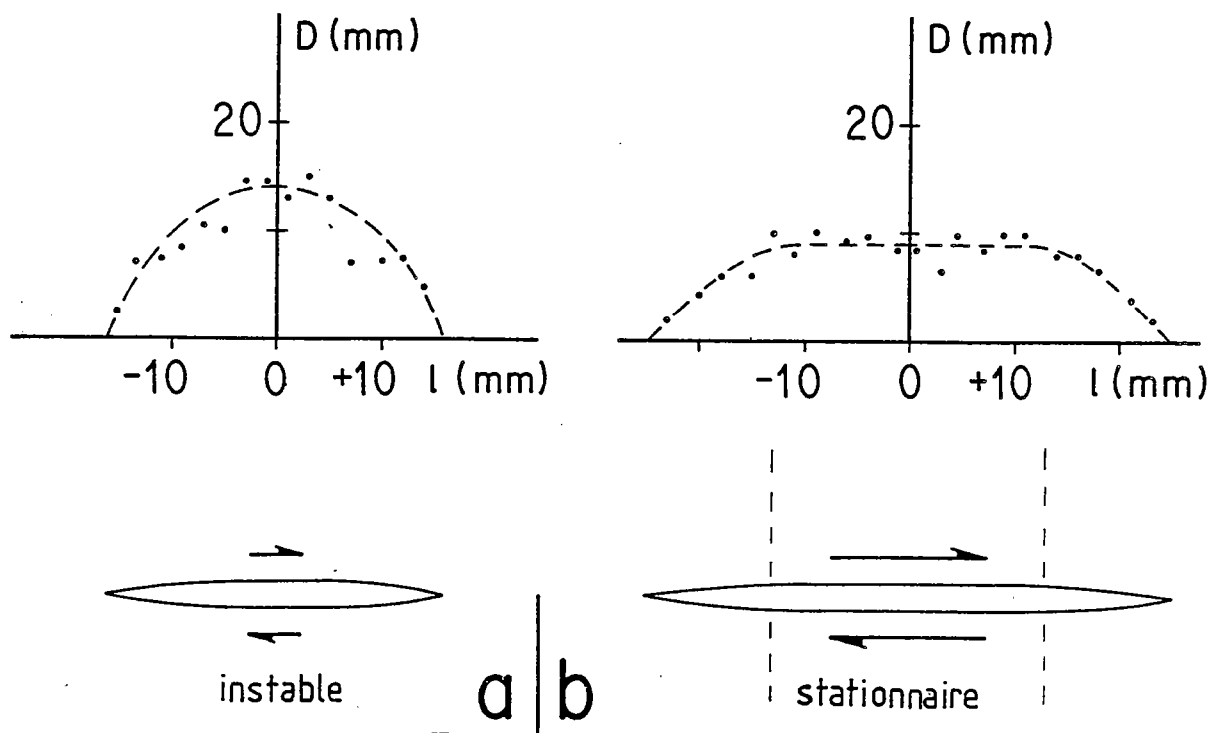 D (mm)
20
-10 0 +10 l (mm)
D (mm)
20
-10 0 +10 l (mm)
instable
a b
stationnaire